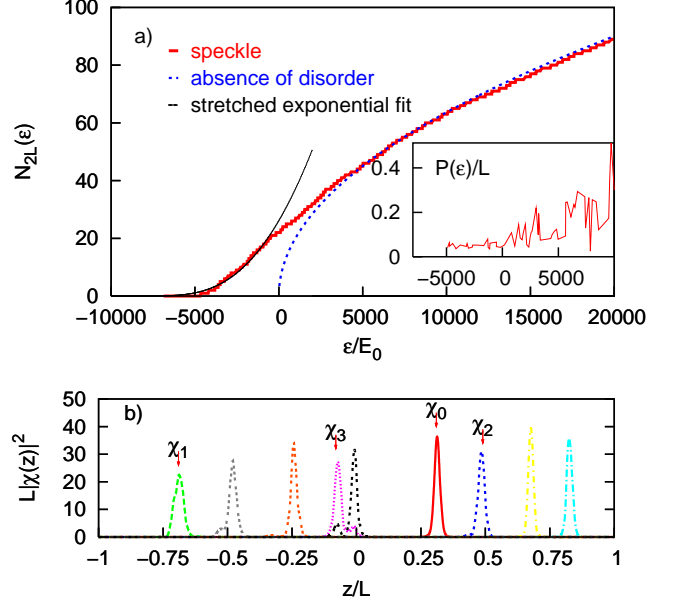 100
80
60
40
20
0
N2L(ε)
a)
speckle
absence of disorder
stretched exponential fit
P(ε)/L
0.4
0.2
0
−5000 0 5000
−10000 −5000 0 5000 10000 15000 20000
ε/E0
b)
50
40
30
20
10
0
L|χ(z)|²
χ1
χ3
χ0
χ2
−1 −0.75 −0.5 −0.25 0 0.25 0.5 0.75 1
z/L